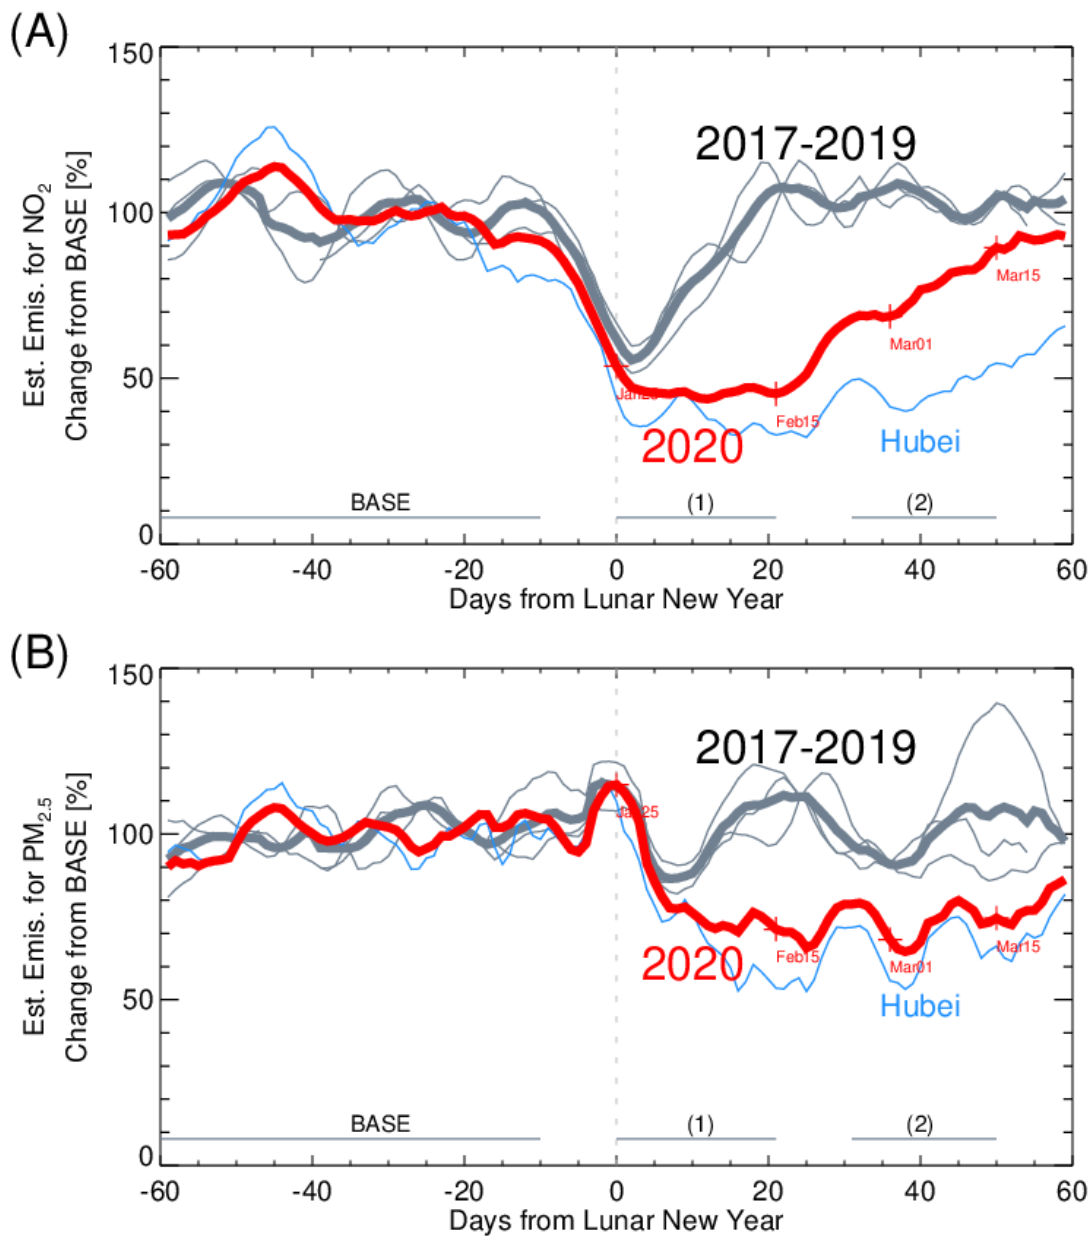 (A)
150
100
50
0
Est. Emis. for NO₂
Change from BASE [%]
2017-2019
Mar15
Mar01
Jan25
Feb15
2020
Hubei
BASE
(1)
(2)
-60
-40
-20
0
20
40
60
Days from Lunar New Year
(B)
150
100
50
0
Est. Emis. for PM₂.₅
Change from BASE [%]
2017-2019
Jan25
2020
Feb15
Mar01
Mar15
Hubei
BASE
(1)
(2)
-60
-40
-20
0
20
40
60
Days from Lunar New Year